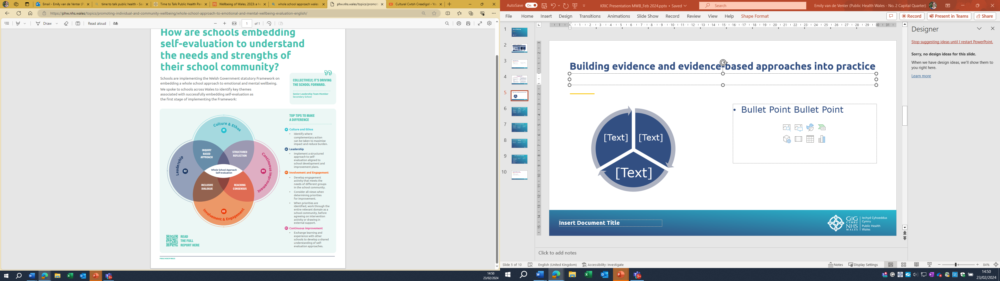 Email - Emily van de Venter (P
time to talk public health - Se
Time to Talk Public Health Pan
Wellbeing of Wales, 2023: a h
whole school approach wales
phw.nhs.wales/topics/promot
Cultural Cwtsh Creadigol - Yo
https://phw.nhs.wales/topics/promoting-individual-and-community-wellbeing/whole-school-approach-to-emotional-and-mental-wellbeing-evaluation-english/
Draw
Read aloud
1
of 1
How are schools embedding
self-evaluation to understand
the needs and strengths of
their school community?
Schools are implementing the Welsh Government statutory Framework on
embedding a whole school approach to emotional and mental wellbeing.
We spoke to schools across Wales to identify key themes
associated with successfully embedding self-evaluation as
the first stage of implementing the Framework:
COLLECTIVELY, IT'S DRIVING
THE SCHOOL FORWARD.
Senior Leadership Team Member
Secondary School
Culture & Ethos
01
Leadership
02
Continuous Improvement
04
Involvement & Engagement
03
INQUIRY
BASED
APPROACH
STRUCTURED
REFLECTION
Whole School Approach
Self-evaluation
INCLUSIVE
DIALOGUE
REACHING
CONSENSUS
TOP TIPS TO MAKE
A DIFFERENCE
01 Culture and Ethos
• Identify where
complementary action
can be taken to maximise
impact and reduce burden.
02 Leadership
• Implement a structured
approach to self-
evaluation aligned to
school development and
improvement plans.
03 Involvement and Engagement
• Develop engagement
activity that meets the
needs of different groups
in the school community.
• Consider all views when
determining priorities
for improvement.
• When priorities are
identified, work through the
entire relevant domain as a
school community, before
agreeing on intervention
activity or drawing in
external support.
04 Continuous improvement
• Exchange learning and
experience with other
schools to develop a shared
understanding of self-
evaluation approaches.
READ
THE FULL
REPORT HERE
PUBLIC HEALTH WALES
14:50
23/02/2024
AutoSave On
KRIC Presentation MWB_Feb 2024.pptx • Saved
Search
Emily van de Venter (Public Health Wales - No. 2 Capital Quarter)
File Home Insert Design Transitions Animations Slide Show Record Review View Help Shape Format
Record
Present in Teams
Share
1
2
3
4
5
6
7
8
9
10
Building evidence and evidence-based approaches into practice
[Text]
[Text]
[Text]
• Bullet Point Bullet Point
Insert Document Title
GIG
CYMRU
NHS
WALES
Iechyd Cyhoeddus
Cymru
Public Health
Wales
Designer
Stop suggesting ideas until I restart PowerPoint.
Sorry, no design ideas for this slide.
When we have design ideas, we'll show them to
you right here.
Learn more
Click to add notes
Slide 5 of 10
English (United Kingdom)
Accessibility: Investigate
Notes
Display Settings
84%
14:50
23/02/2024